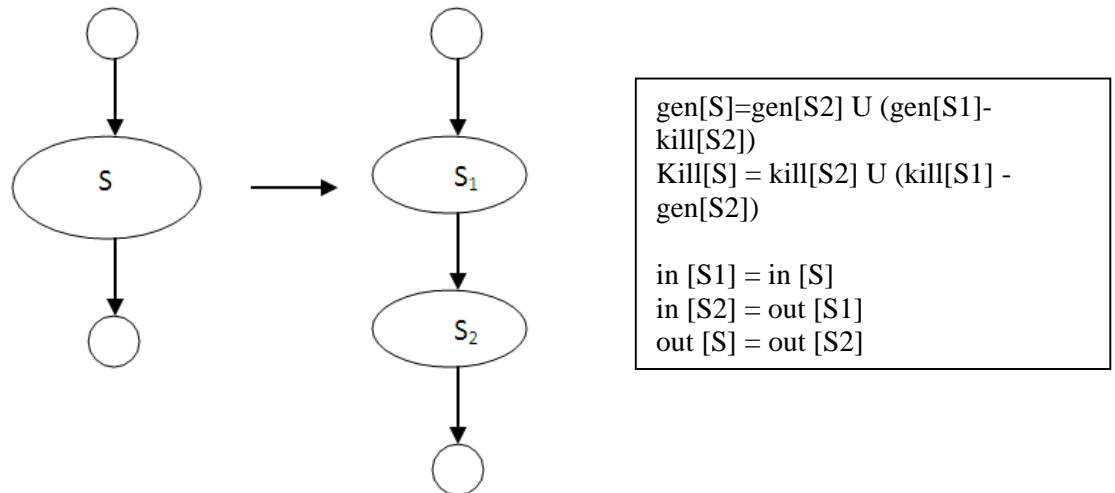 S
S₁
S₂
gen[S]=gen[S2] U (gen[S1]-
kill[S2])
Kill[S] = kill[S2] U (kill[S1] -
gen[S2])
in [S1] = in [S]
in [S2] = out [S1]
out [S] = out [S2]